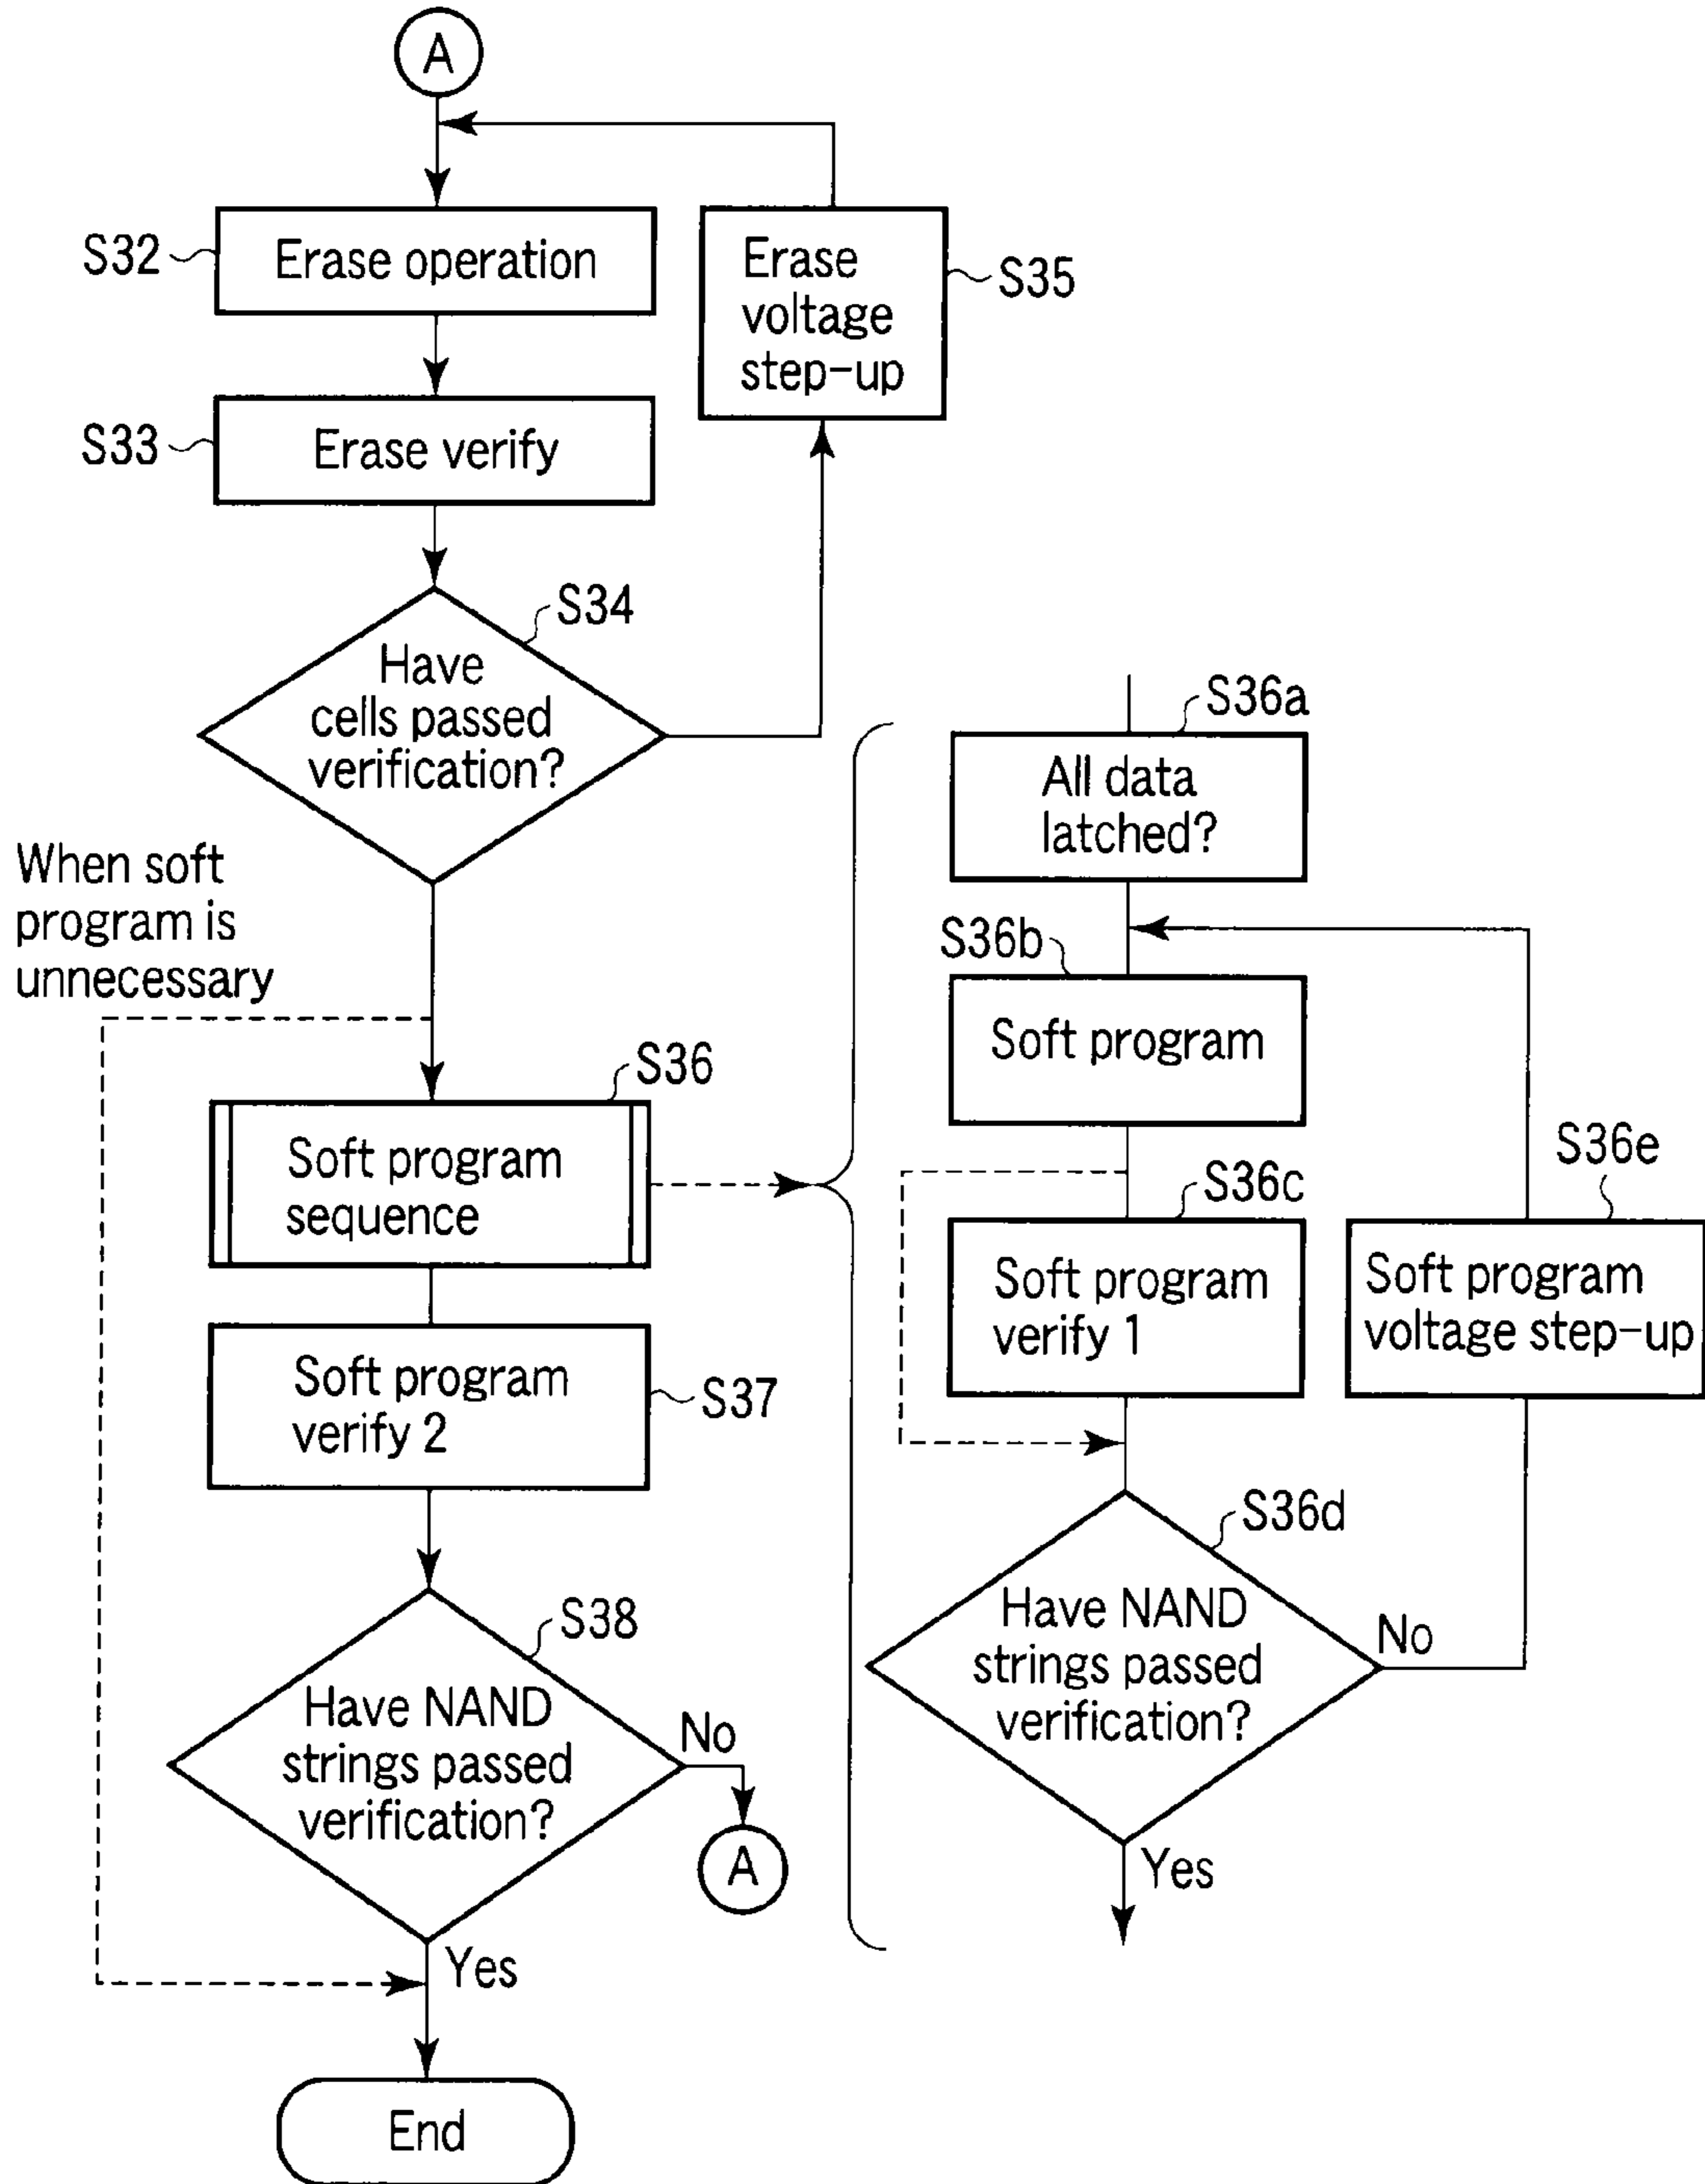 A
S32
Erase operation
Erase
voltage
step-up
S35
S33
Erase verify
S34
Have
cells passed
verification?
When soft
program is
unnecessary
S36
Soft program
sequence
Soft program
verify 2
S37
S38
Have NAND
strings passed
verification?
No
A
Yes
End
S36a
All data
latched?
S36b
Soft program
S36c
Soft program
verify 1
S36e
Soft program
voltage step-up
S36d
Have NAND
strings passed
verification?
No
Yes